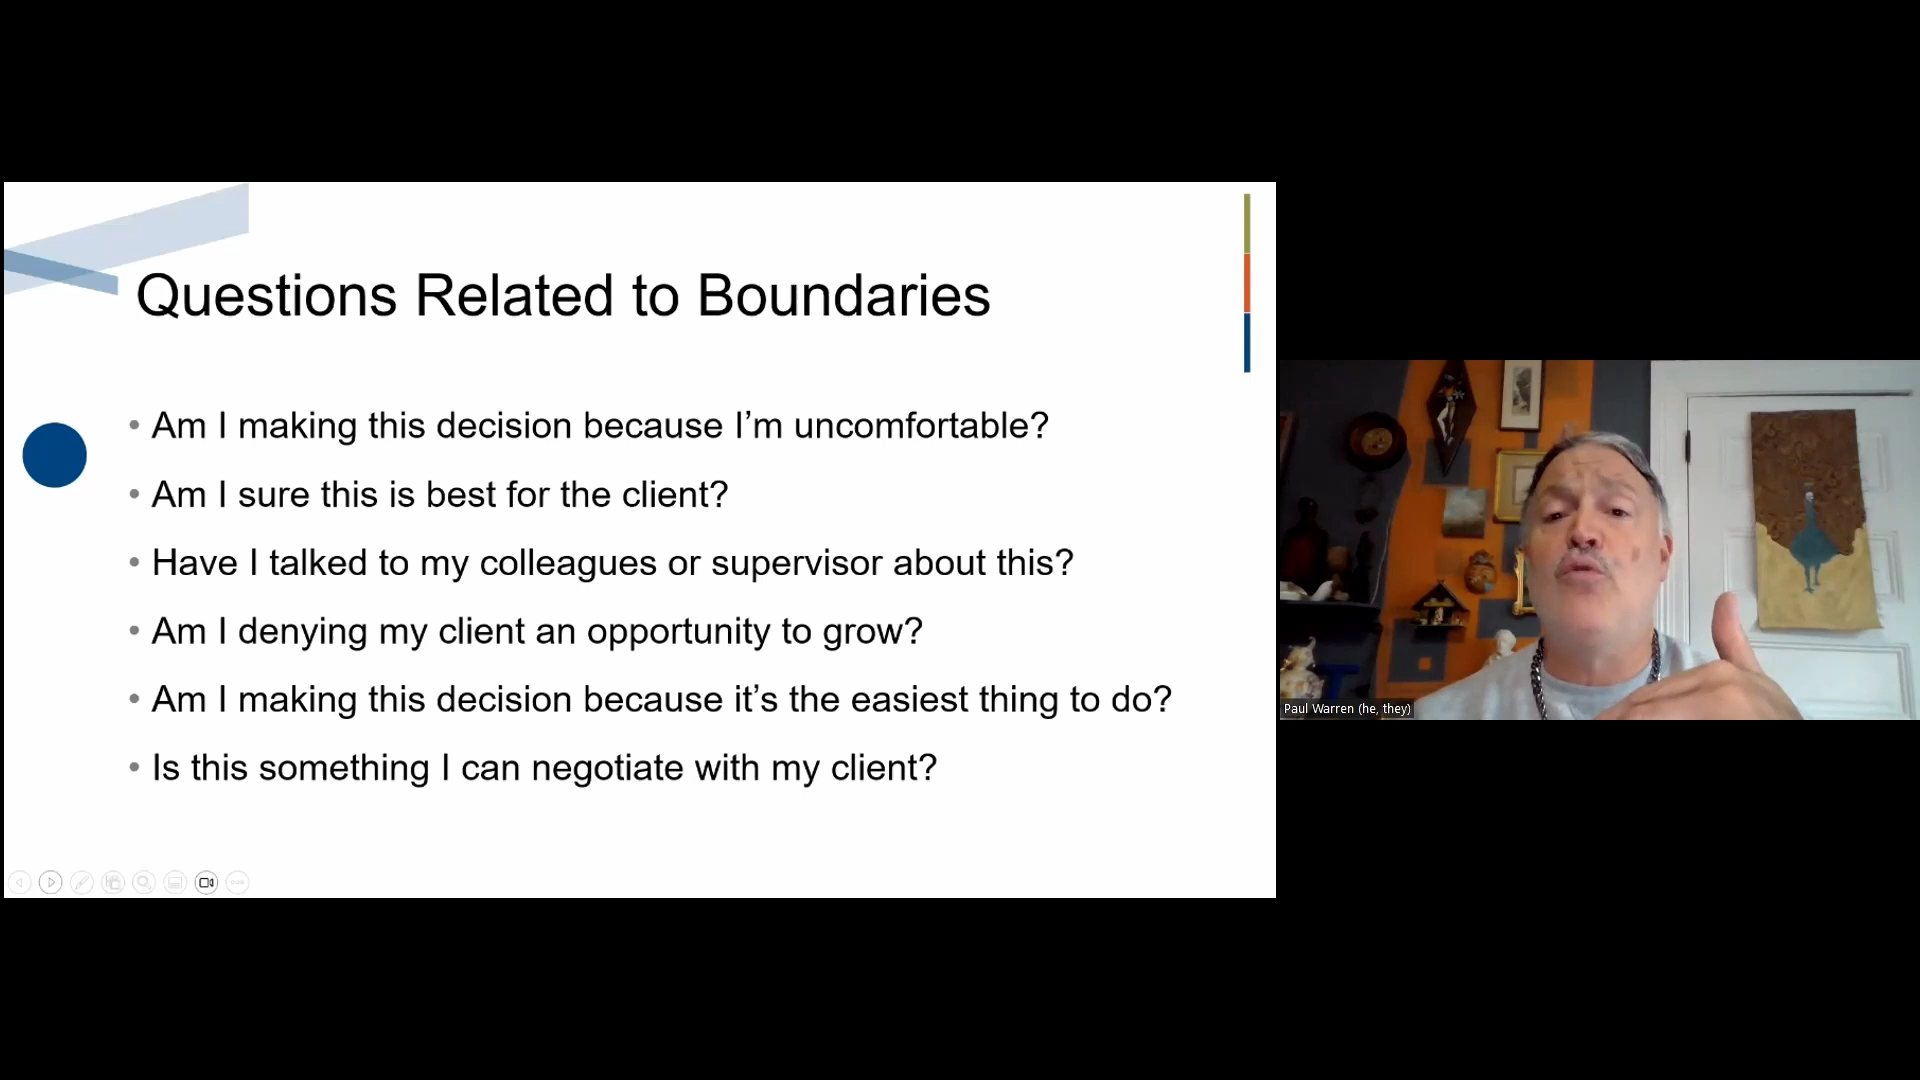 Questions Related to Boundaries
• Am I making this decision because I’m uncomfortable?
• Am I sure this is best for the client?
• Have I talked to my colleagues or supervisor about this?
• Am I denying my client an opportunity to grow?
• Am I making this decision because it’s the easiest thing to do?
• Is this something I can negotiate with my client?
Paul Warren (he, they)